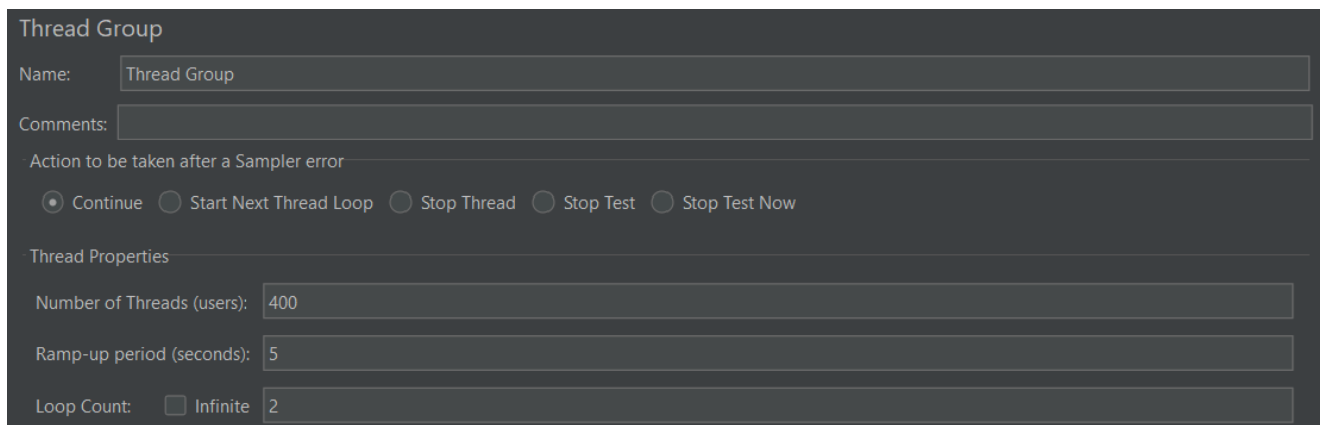 Thread Group
Name: Thread Group
Comments:
Action to be taken after a Sampler error
Continue Start Next Thread Loop Stop Thread Stop Test Stop Test Now
Thread Properties
Number of Threads (users): 400
Ramp-up period (seconds): 5
Loop Count: Infinite 2